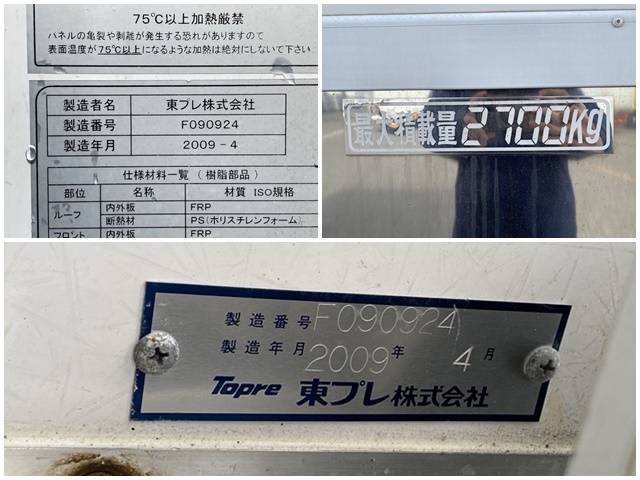 75℃以上加熱厳禁
パネルの亀裂や剥離が発生する恐れがありますので
表面温度が75℃以上になるような加熱は絶対にしないで下さい
製造者名 東プレ株式会社
製造番号 F090924
製造年月 2009-4
仕様材料一覧(樹脂部品)
部位 名称 材質 ISO規格
ルーフ 内外板 FRP
断熱材 PS(ポリスチレンフォーム)
フロント 内外板 FRP
最大積載量2700Kg
製造番号 F090924
製造年月 2009年 4月
Topre 東プレ株式会社